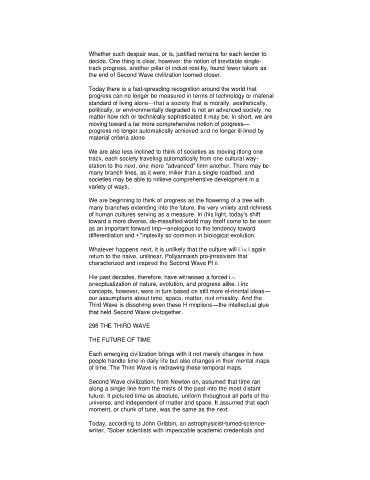 Whether such despair was, or is, justified remains for each lender to
decide. One thing is clear, however: the notion of inevitable single-
track progress, another pillar of indust-real-fty, found fewer takers as
the end of Second Wave civilization loomed closer.
Today there is a fast-spreading recognition around the world that
progress can no longer be measured in terms of technology or material
standard of living alone—that a society that is morally, aesthetically,
politically, or environmentally degraded is not an advanced society, no
matter how rich or technically sophisticated it may be. In short, we are
moving toward a far more comprehensive notion of progress—
progress no longer automatically achieved and no longer ill-lined by
material criteria alone.
We are also less inclined to think of societies as moving itlong one
track, each society traveling automatically from one cultural way-
station to the next, one more "advanced" limn another. There may be
many branch lines, as it were, milier than a single roadbed, and
societies may be able to nrilieve comprehensive development in a
variety of ways.
We are beginning to think of progress as the flowering of a tree with
many branches extending into the future, the very vniiety and richness
of human cultures serving as a measure. In (his light, today's shift
toward a more diverse, de-massified world may itself come to be seen
as an important forward Imp—analogous to the tendency toward
differentiation and • "inplexity so common in biological evolution.
Whatever happens next, it is unlikely that the culture will again
return to the naive, unilinear, Pollyannaish pro-jnressivism that
characterized and inspired the Second Wave
Hie past decades, therefore, have witnessed a forced
oneptualization of nature, evolution, and progress alike.
concepts, however, were in turn based on still more el-rinntal ideas—
our assumptions about time, space, matter, nint rmisality. And the
Third Wave is dissolving even these H mnpiions—the intellectual glue
that held Second Wave civtogether.
298 THE THIRD WAVE
THE FUTURE OF TIME
Each emerging civilization brings with it not merely changes in how
people handle time in daily life but also changes in their mental maps
of time. The Third Wave is redrawing these temporal maps.
Second Wave civilization, from Newton on, assumed that time ran
along a single line from the mists of the past into the most distant
future. It pictured time as absolute, uniform throughout all parts of the
universe, and independent of matter and space. It assumed that each
moment, or chunk of tune, was the same as the next.
Today, according to John Gribbin, an astrophysicist-turned-science-
writer, "Sober scientists with impeccable academic credentials and